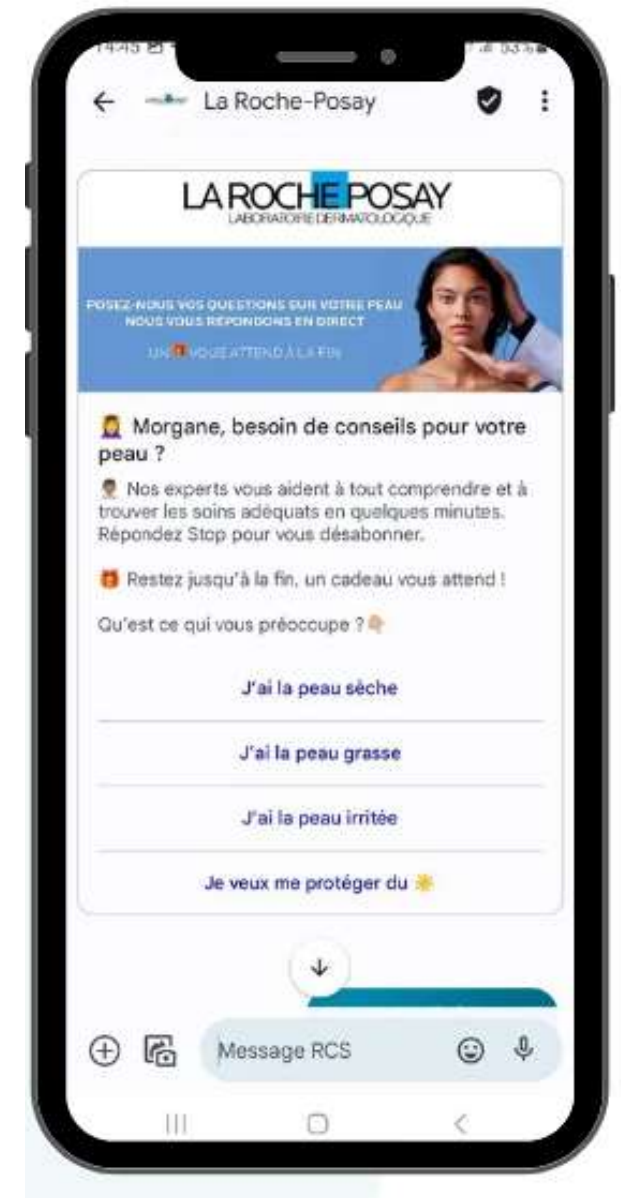 14:45 53%
La Roche-Posay
LA ROCHE POSAY
LABORATOIRE DERMATOLOGIQUE
POSEZ-NOUS VOS QUESTIONS SUR VOTRE PEAU
NOUS VOUS RÉPONDONS EN DIRECT
UN 🎁 VOUS ATTEND À LA FIN
💆‍♀️ Morgane, besoin de conseils pour votre
peau ?
Nos experts vous aident à tout comprendre et à
trouver les soins adéquats en quelques minutes.
Répondez Stop pour vous désabonner.
🎁 Restez jusqu'à la fin, un cadeau vous attend !
Qu'est ce qui vous préoccupe ?👇🏼
J'ai la peau sèche
J'ai la peau grasse
J'ai la peau irritée
Je veux me protéger du ☀️
Message RCS